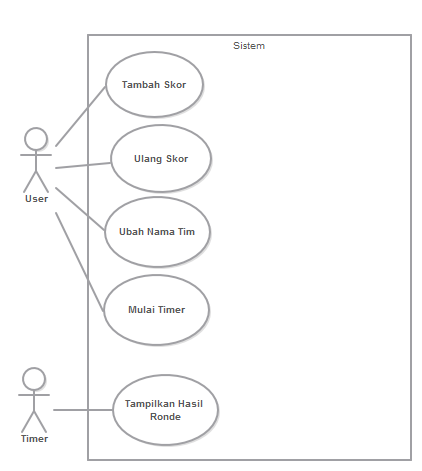 Sistem
Tambah Skor
Ulang Skor
User
Ubah Nama Tim
Mulai Timer
Tampilkan Hasil
Ronde
Timer